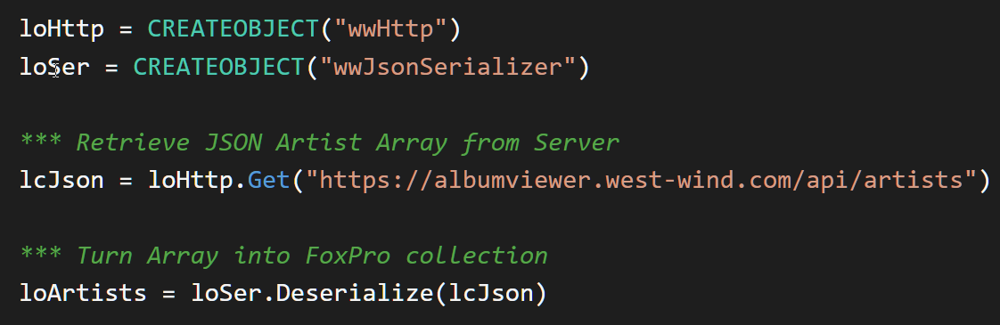 loHttp = CREATEOBJECT("wwHttp")
loSer = CREATEOBJECT("wwJsonSerializer")
*** Retrieve JSON Artist Array from Server
lcJson = loHttp.Get("https://albumviewer.west-wind.com/api/artists")
*** Turn Array into FoxPro collection
loArtists = loSer.Deserialize(lcJson)